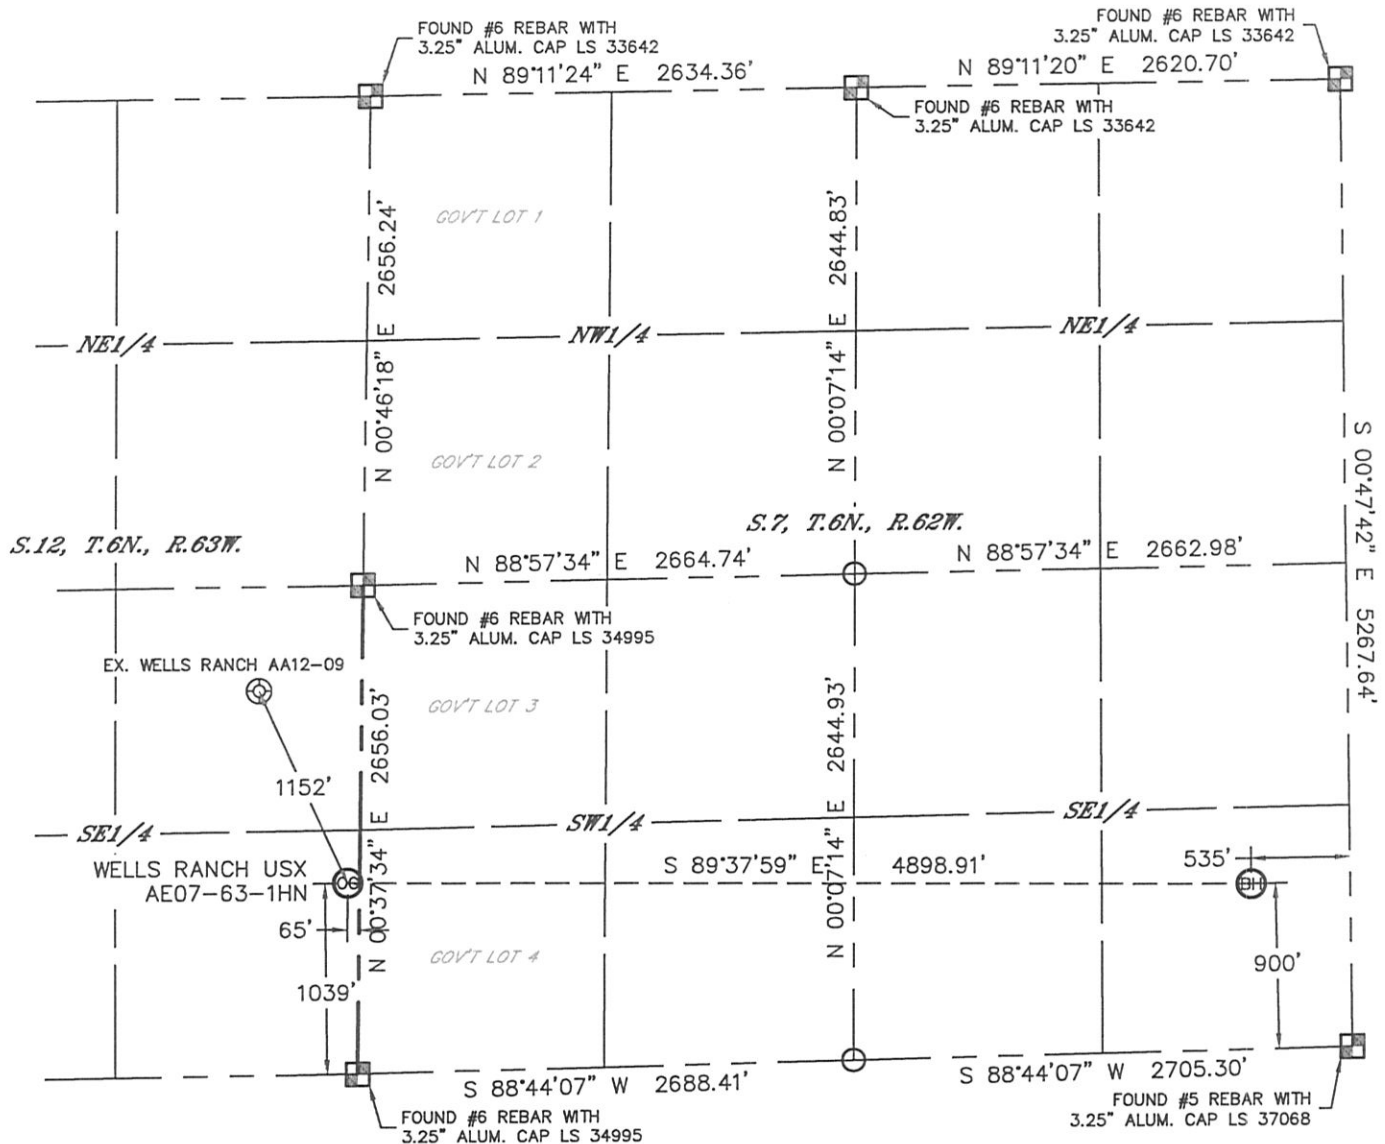 FOUND #6 REBAR WITH
3.25" ALUM. CAP LS 33642
FOUND #6 REBAR WITH
3.25" ALUM. CAP LS 33642
N 89°11'24" E 2634.36'
N 89°11'20" E 2620.70'
FOUND #6 REBAR WITH
3.25" ALUM. CAP LS 33642
GOV'T LOT 1
N 00°46'18" E 2656.24'
N 00°07'14" E 2644.83'
NE1/4
NW1/4
NE1/4
GOV'T LOT 2
S 00°47'42" E 5267.64'
S.12, T.6N., R.63W.
S.7, T.6N., R.62W.
N 88°57'34" E 2664.74'
N 88°57'34" E 2662.98'
FOUND #6 REBAR WITH
3.25" ALUM. CAP LS 34995
EX. WELLS RANCH AA12-09
GOV'T LOT 3
1152'
N 00°37'34" E 2656.03'
N 00°07'14" E 2644.93'
SE1/4
SW1/4
SE1/4
WELLS RANCH USX
AE07-63-1HN
OG
S 89°37'59" E 4898.91'
535'
BH
65'
GOV'T LOT 4
1039'
900'
S 88°44'07" W 2688.41'
S 88°44'07" W 2705.30'
FOUND #6 REBAR WITH
3.25" ALUM. CAP LS 34995
FOUND #5 REBAR WITH
3.25" ALUM. CAP LS 37068